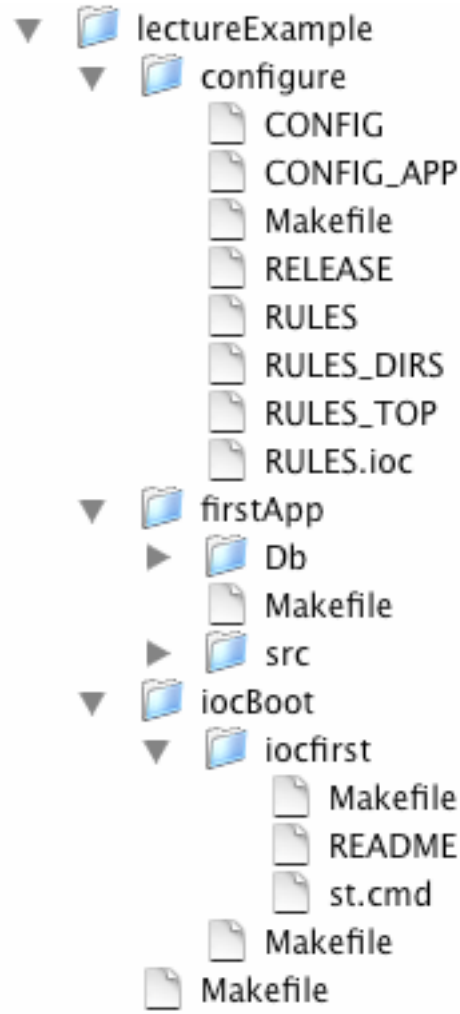 lectureExample
configure
CONFIG
CONFIG_APP
Makefile
RELEASE
RULES
RULES_DIRS
RULES_TOP
RULES.ioc
firstApp
Db
Makefile
src
iocBoot
iocfirst
Makefile
README
st.cmd
Makefile
Makefile